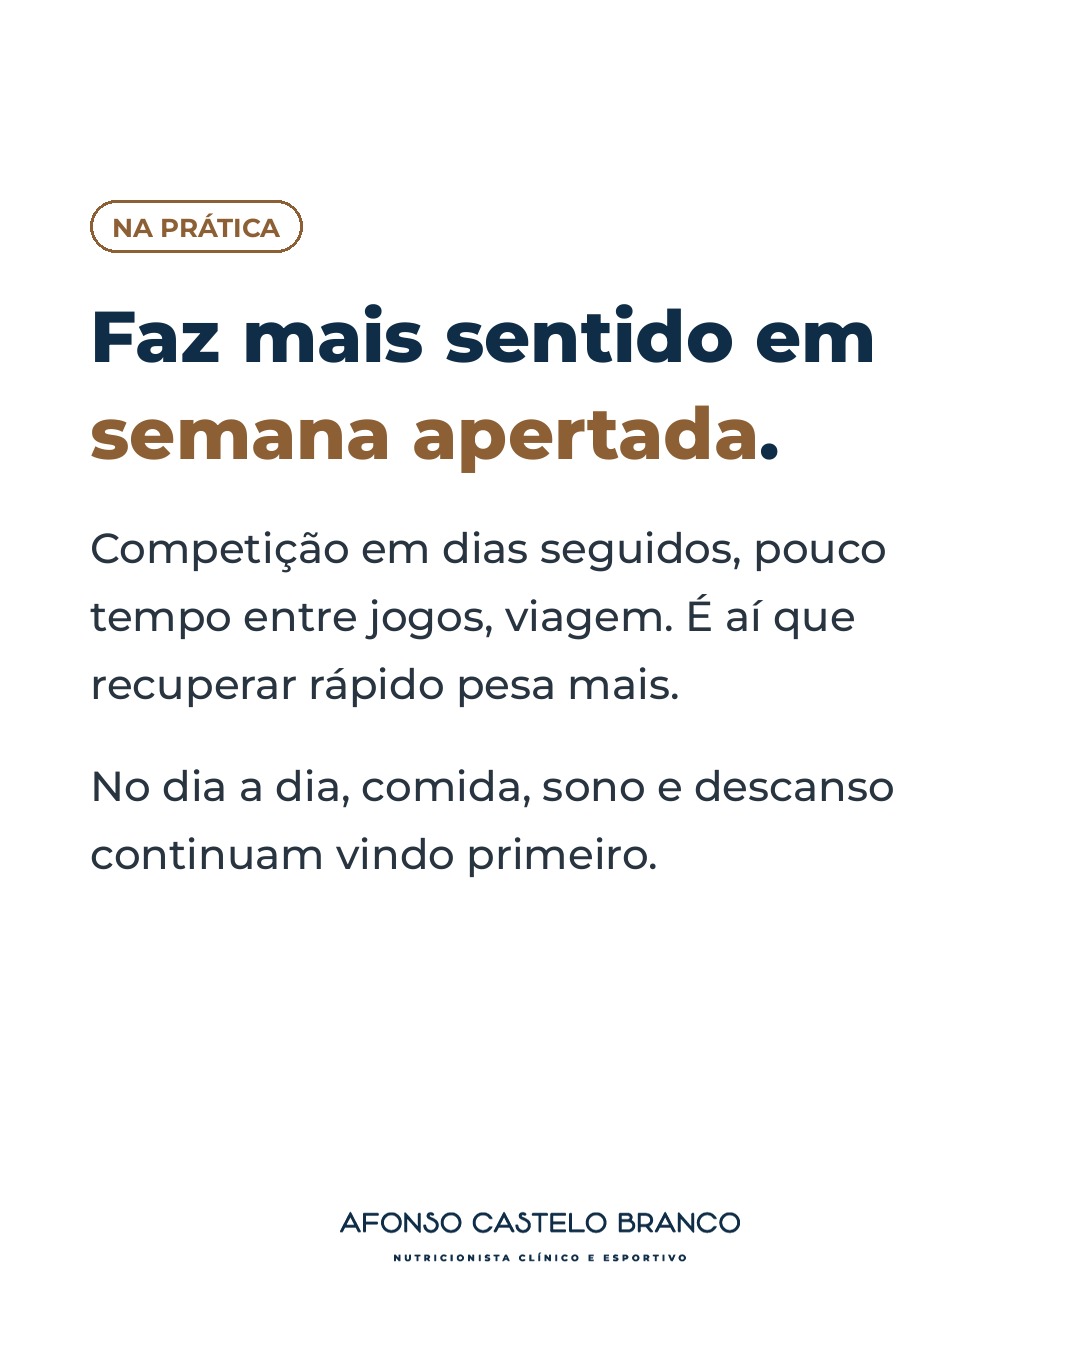 NA PRÁTICA
Faz mais sentido em
semana apertada.
Competição em dias seguidos, pouco
tempo entre jogos, viagem. É aí que
recuperar rápido pesa mais.
No dia a dia, comida, sono e descanso
continuam vindo primeiro.
AFONSO CASTELO BRANCO
NUTRICIONISTA CLÍNICO E ESPORTIVO